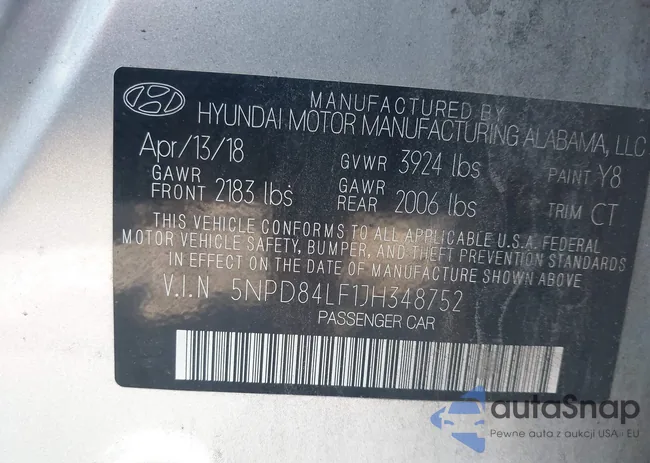 MANUFACTURED BY
HYUNDAI MOTOR MANUFACTURING ALABAMA, LLC
Apr/13/18 GVWR 3924 lbs PAINT Y8
GAWR FRONT 2183 lbs GAWR REAR 2006 lbs TRIM CT
THIS VEHICLE CONFORMS TO ALL APPLICABLE U.S.A. FEDERAL
MOTOR VEHICLE SAFETY, BUMPER, AND THEFT PREVENTION STANDARDS
IN EFFECT ON THE DATE OF MANUFACTURE SHOWN ABOVE
V.I.N 5NPD84LF1JH348752
PASSENGER CAR
autaSnap
Pewne auta z aukcji USA i EU